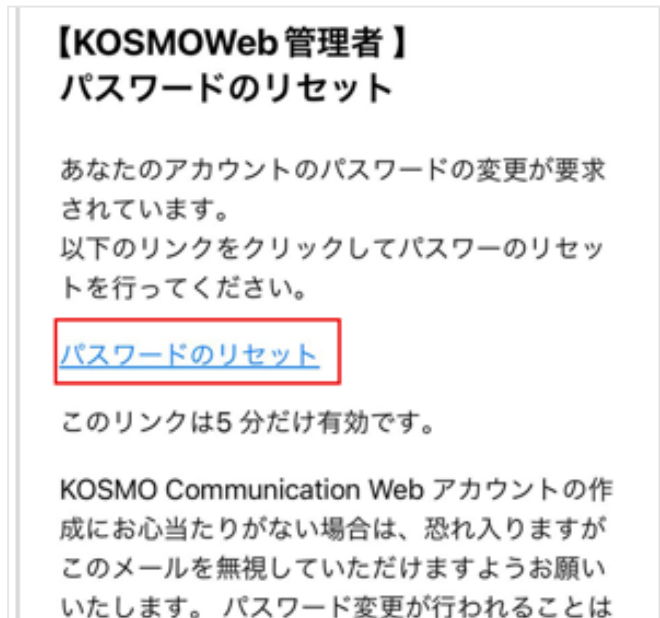 【KOSMOWeb 管理者 】
パスワードのリセット
あなたのアカウントのパスワードの変更が要求
されています。
以下のリンクをクリックしてパスワーのリセッ
トを行ってください。
パスワードのリセット
このリンクは5 分だけ有効です。
KOSMO Communication Web アカウントの作
成にお心当たりがない場合は、恐れ入りますが
このメールを無視していただけますようお願い
いたします。 パスワード変更が行われることは